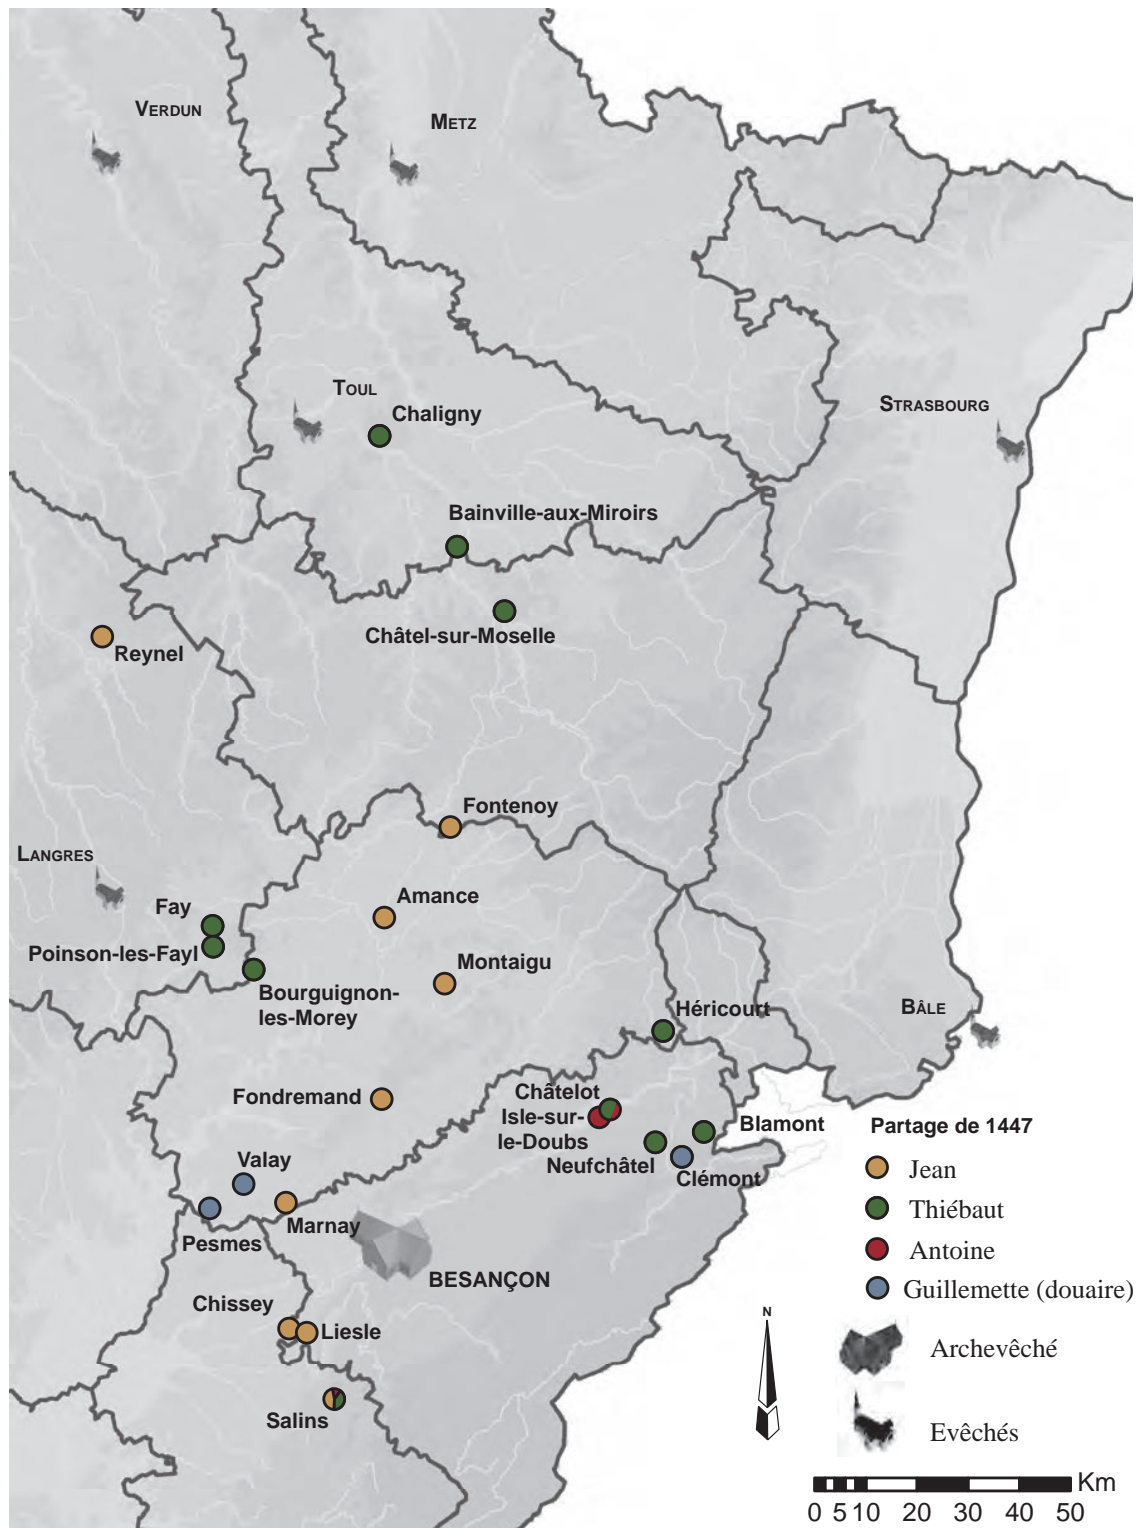 VERDUN
METZ
TOUL
Chaligny
STRASBOURG
Bainville-aux-Miroirs
Châtel-sur-Moselle
Reynel
Fontenoy
LANGRES
Amance
Fay
Poinson-les-Fayl
Montaigu
Bourguignon-
les-Morey
Héricourt
BÂLE
Fondremand
Châtelot
Isle-sur-
le-Doubs
Neufchâtel
Blamont
Clémont
Valay
Pesmes
Marnay
BESANÇON
Chissey
Liesle
Salins
Partage de 1447
Jean
Thiébaut
Antoine
Guillemette (douaire)
Archevêché
Evêchés
N
Km
0 5 10 20 30 40 50